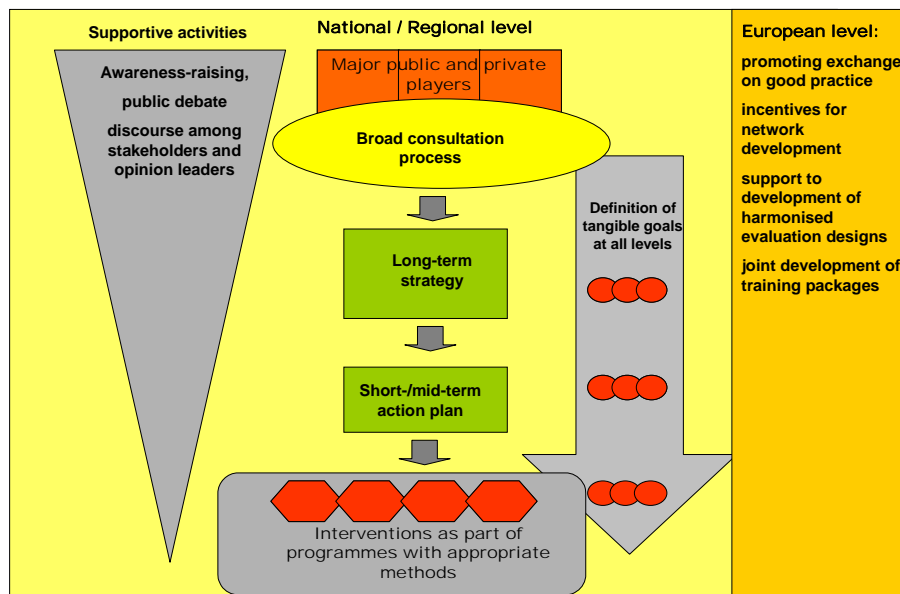 Supportive activities
Awareness-raising,
public debate
discourse among
stakeholders and
opinion leaders
National / Regional level
Major public and private
players
Broad consultation
process
Long-term
strategy
Short-/mid-term
action plan
Interventions as part of
programmes with appropriate
methods
Definition of
tangible goals
at all levels
European level:
promoting exchange
on good practice
incentives for
network
development
support to
development of
harmonised
evaluation designs
joint development of
training packages